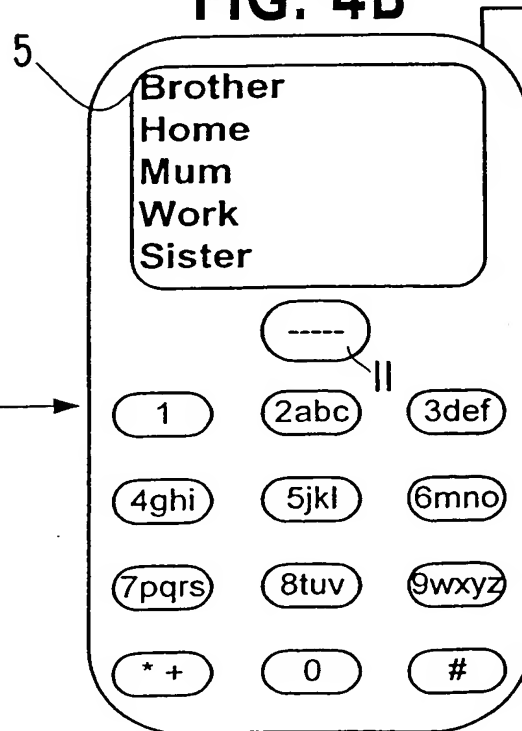 FIG. 4B
5
Brother
Home
Mum
Work
Sister
-----
11
1 2abc 3def
4ghi 5jkl 6mno
7pqrs 8tuv 9wxyz
* + 0 #